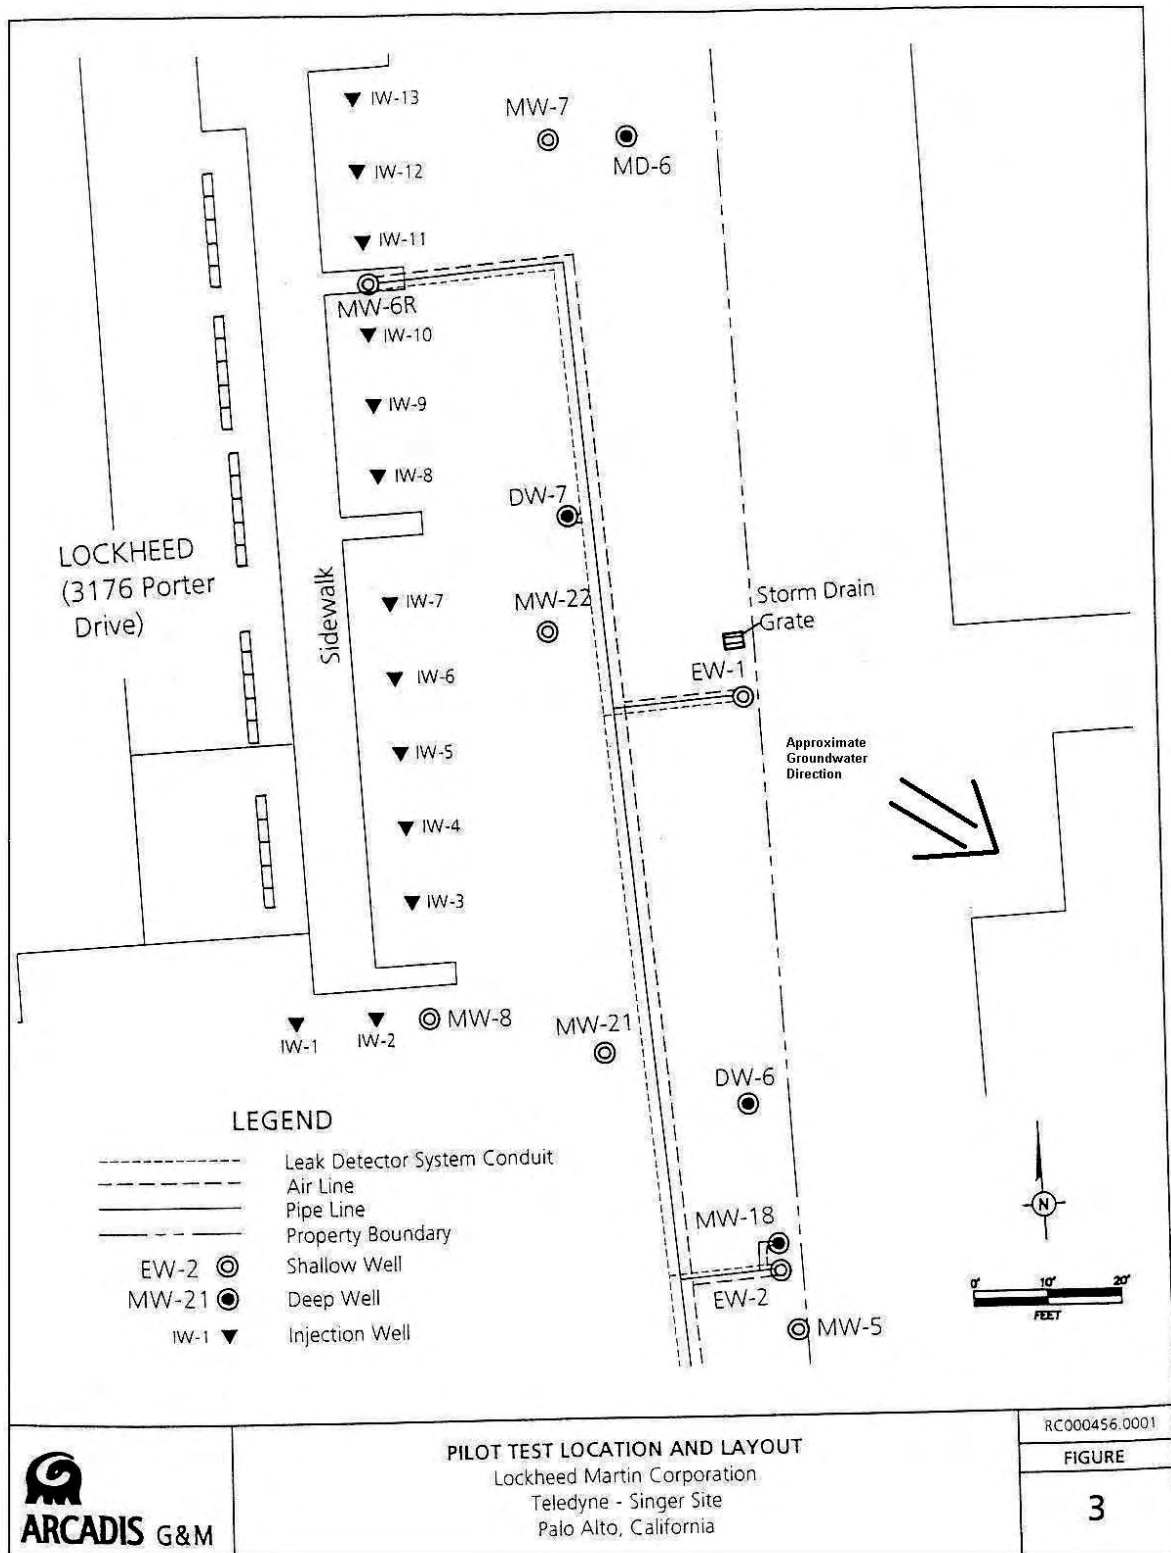 IW-13
MW-7
IW-12
MD-6
IW-11
MW-6R
IW-10
IW-9
IW-8
DW-7
LOCKHEED
(3176 Porter
Drive)
Sidewalk
IW-7
MW-22
Storm Drain
Grate
IW-6
EW-1
IW-5
Approximate
Groundwater
Direction
IW-4
IW-3
IW-1
IW-2
MW-8
MW-21
DW-6
LEGEND
Leak Detector System Conduit
Air Line
Pipe Line
Property Boundary
EW-2 Shallow Well
MW-21 Deep Well
IW-1 Injection Well
MW-18
EW-2
MW-5
N
0' 10' 20'
FEET
ARCADIS G&M
PILOT TEST LOCATION AND LAYOUT
Lockheed Martin Corporation
Teledyne - Singer Site
Palo Alto, California
RC000456.0001
FIGURE
3